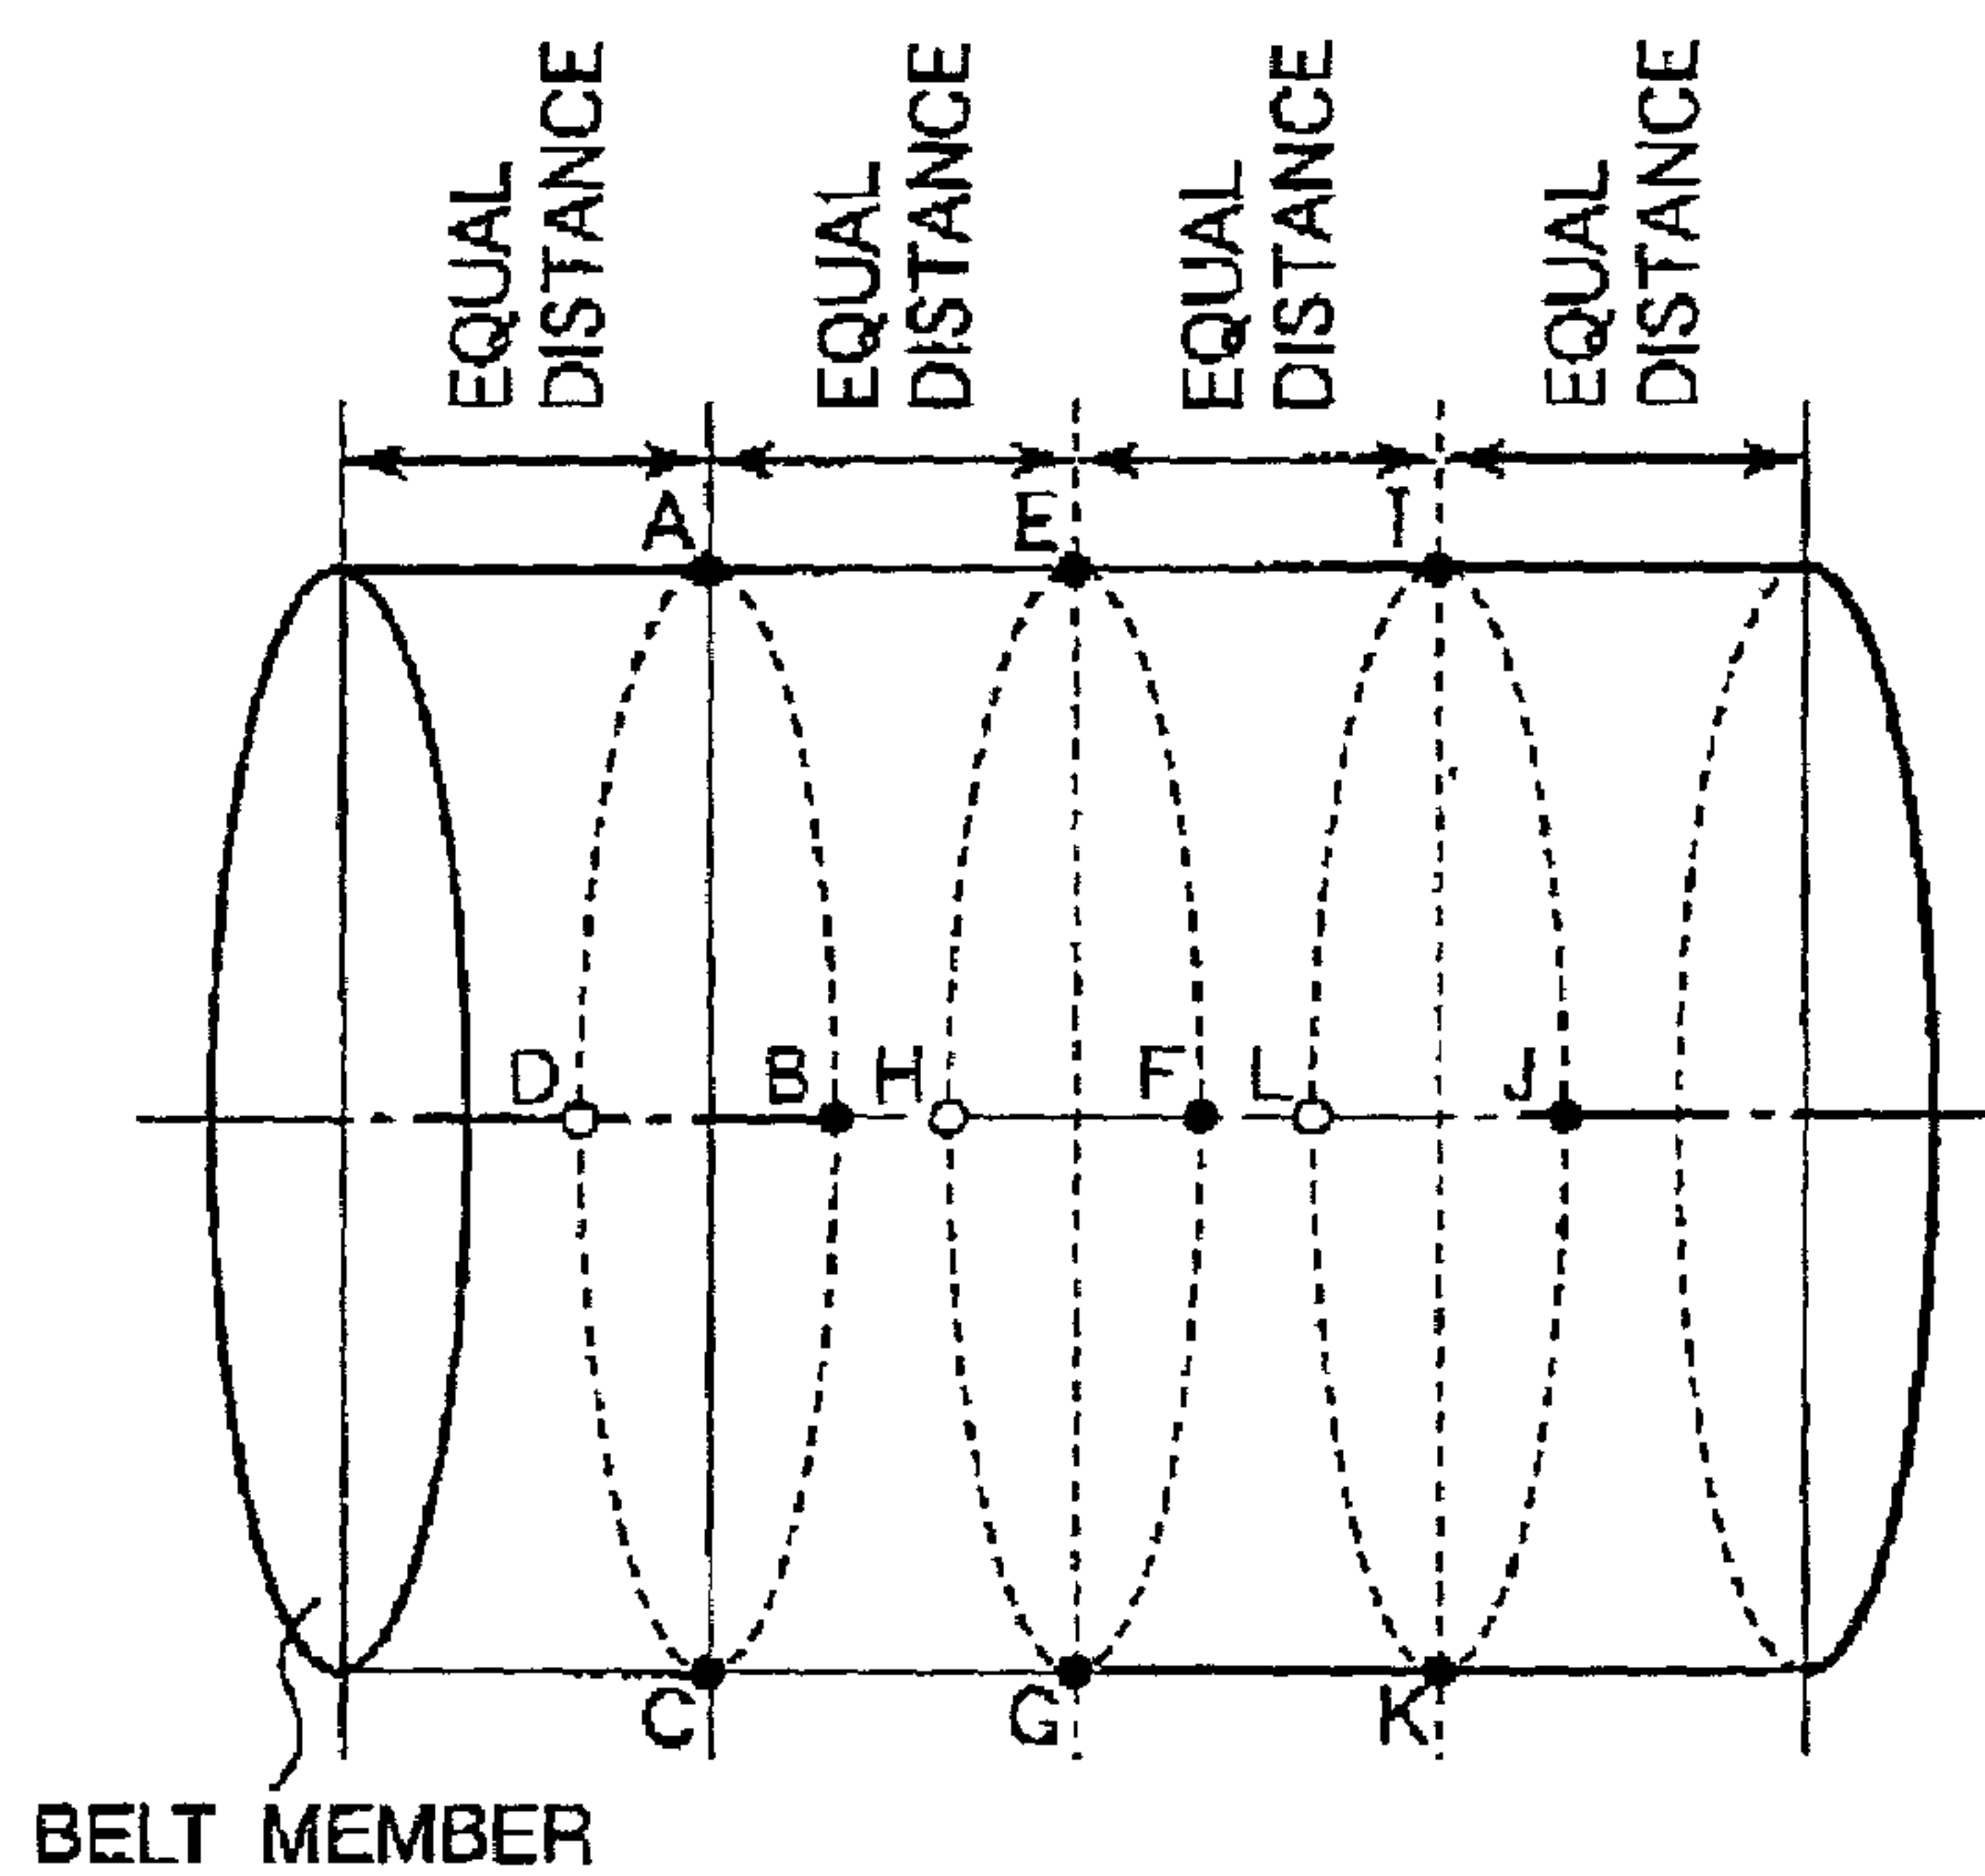 EQUAL
DISTANCE
EQUAL
DISTANCE
EQUAL
DISTANCE
EQUAL
DISTANCE
A
E
I
D
B
H
F
L
J
C
G
K
BELT MEMBER